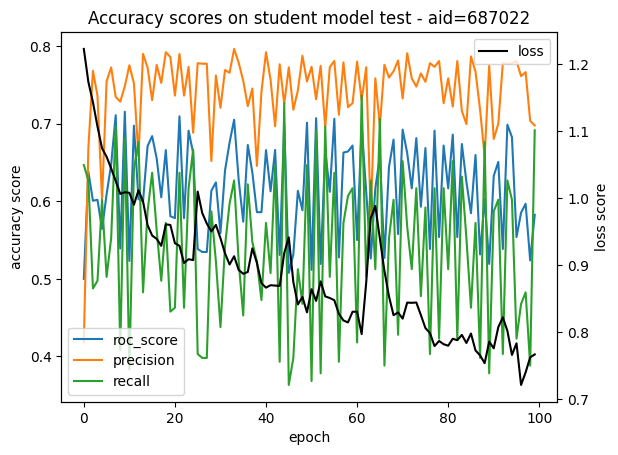 Accuracy scores on student model test - aid=687022
loss
0.8
0.7
0.6
0.5
0.4
1.2
1.1
1.0
0.9
0.8
0.7
accuracy score
loss score
roc_score
precision
recall
0 20 40 60 80 100
epoch